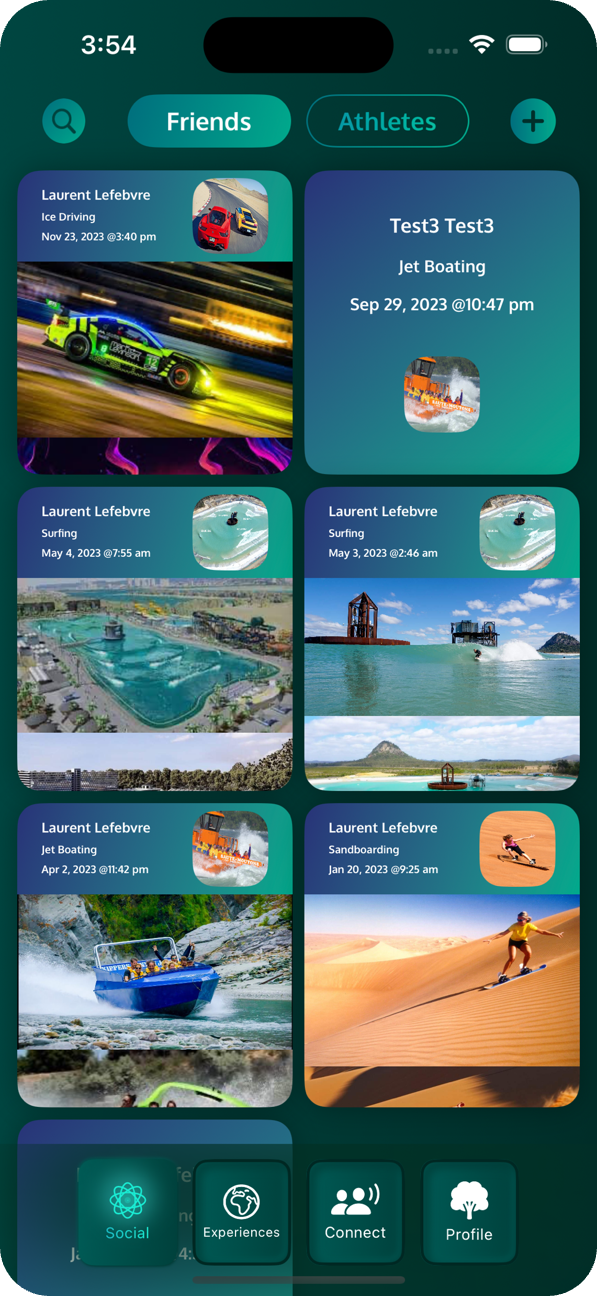 3:54
Friends
Athletes
Laurent Lefebvre
Ice Driving
Nov 23, 2023 @3:40 pm
Test3 Test3
Jet Boating
Sep 29, 2023 @10:47 pm
Laurent Lefebvre
Surfing
May 4, 2023 @7:55 am
Laurent Lefebvre
Surfing
May 3, 2023 @2:46 am
Laurent Lefebvre
Jet Boating
Apr 2, 2023 @11:42 pm
Laurent Lefebvre
Sandboarding
Jan 20, 2023 @9:25 am
Social
Experiences
Connect
Profile